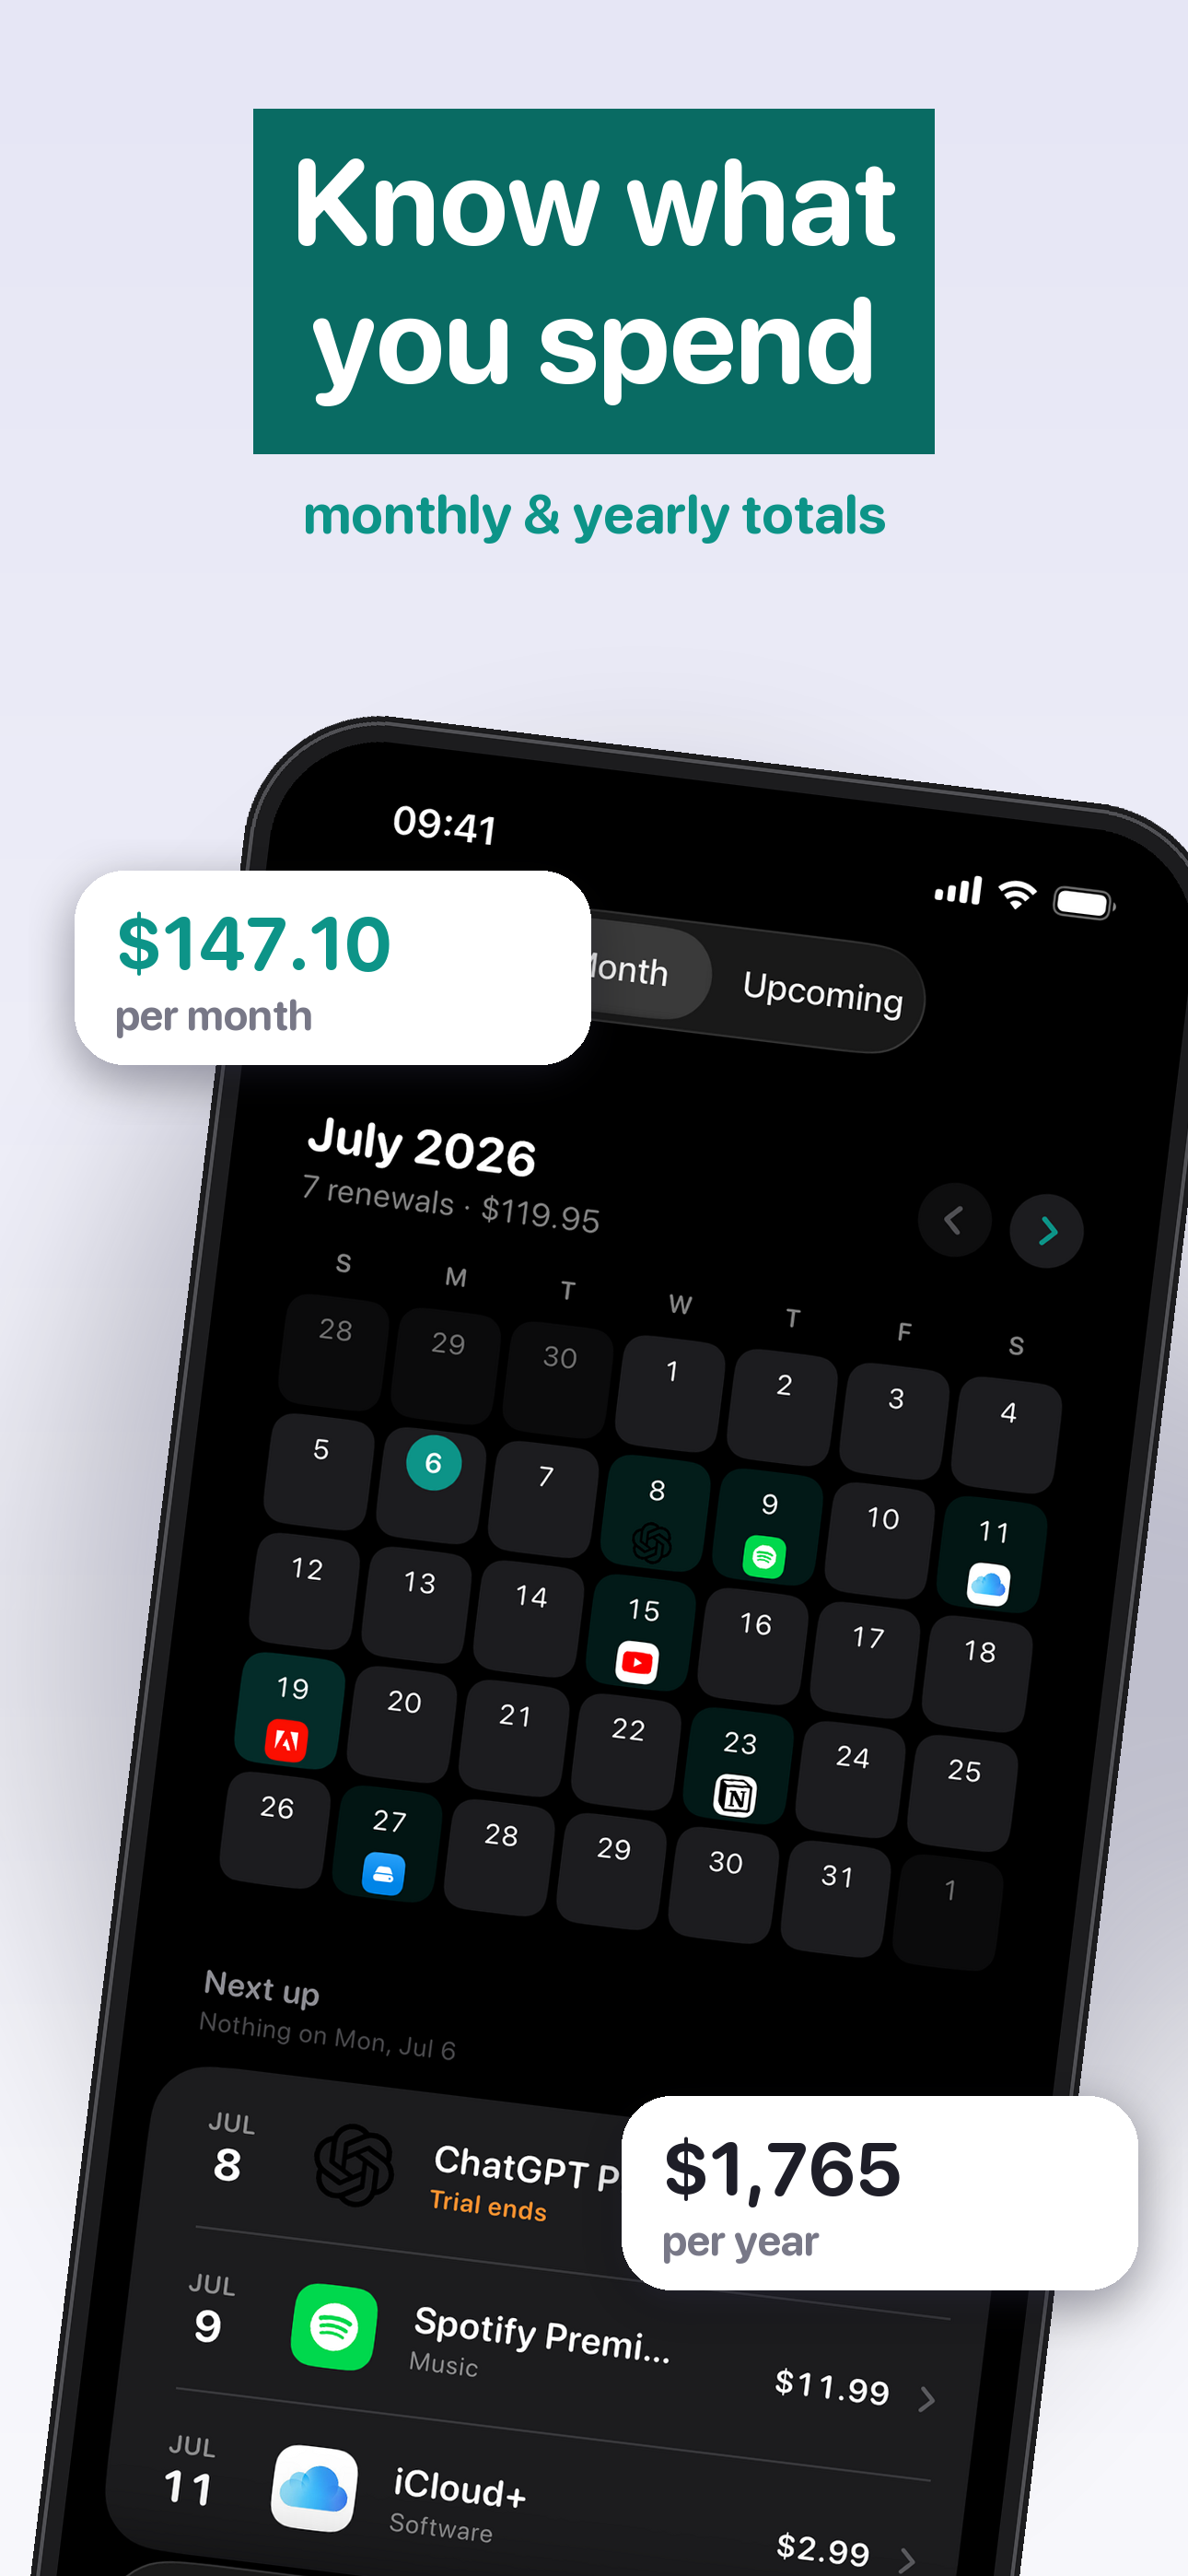 Know what
you spend
monthly & yearly totals
09:41
$147.10
per month
Upcoming
July 2026
7 renewals · $119.95
S M T W T F S
28 29 30 1 2 3 4
5 6 7 8 9 10 11
12 13 14 15 16 17 18
19 20 21 22 23 24 25
26 27 28 29 30 31 1
Next up
Nothing on Mon, Jul 6
JUL
8
ChatGPT P
Trial ends
$1,765
per year
JUL
9
Spotify Premi...
Music
$11.99
JUL
11
iCloud+
Software
$2.99